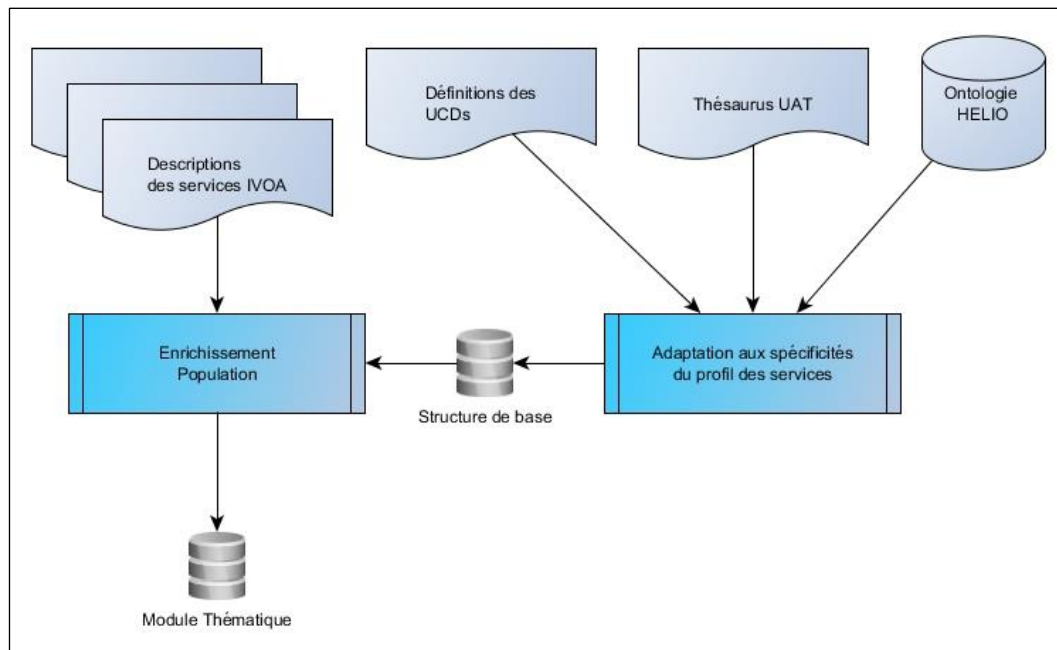 Descriptions
des services IVOA
Définitions des
UCDs
Thésaurus UAT
Ontologie
HELIO
Enrichissement
Population
Structure de base
Adaptation aux spécificités
du profil des services
Module Thématique